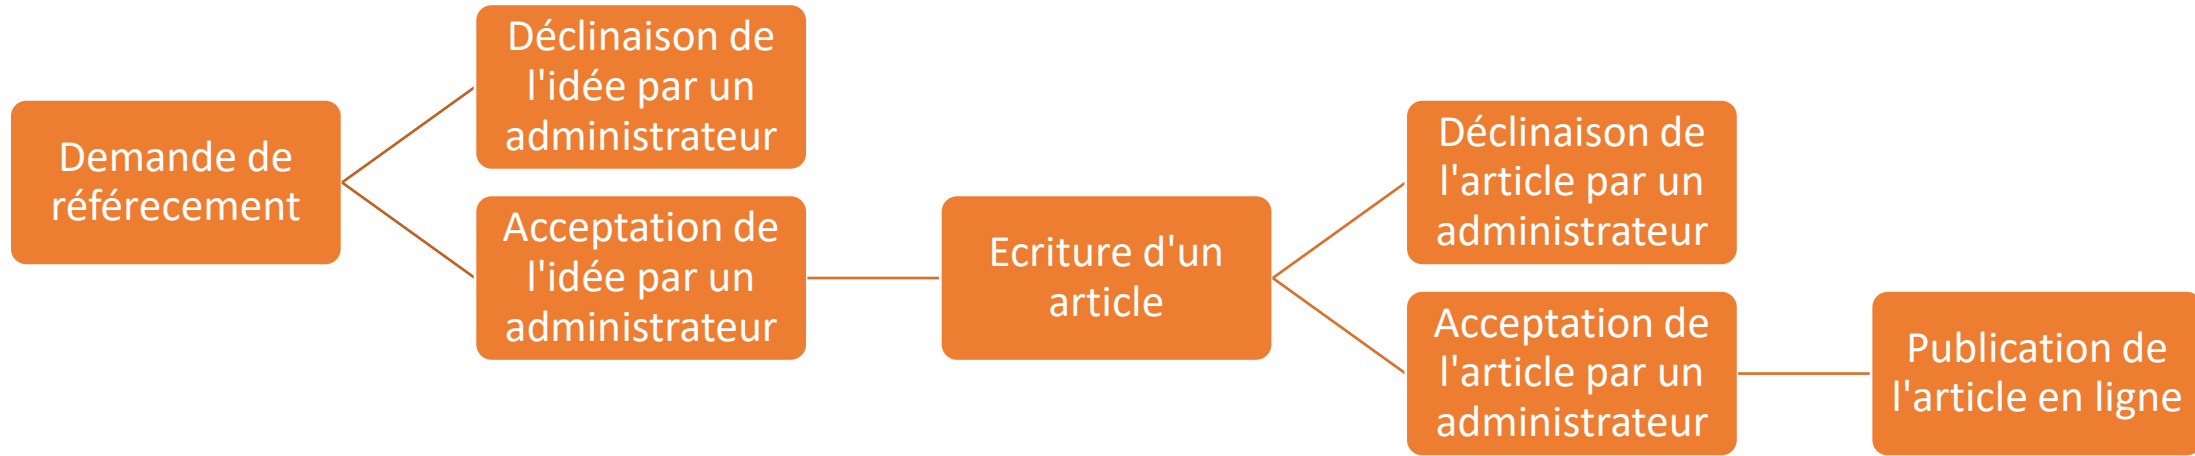 Demande de
référecement
Déclinaison de
l'idée par un
administrateur
Acceptation de
l'idée par un
administrateur
Ecriture d'un
article
Déclinaison de
l'article par un
administrateur
Acceptation de
l'article par un
administrateur
Publication de
l'article en ligne